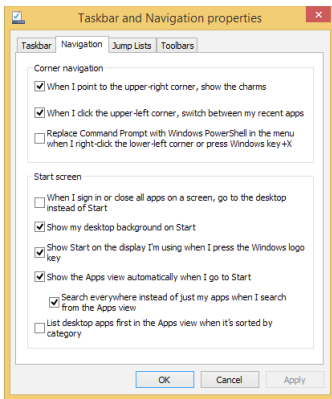 Taskbar and Navigation properties
Taskbar Navigation Jump Lists Toolbars
Corner navigation
When I point to the upper-right corner, show the charms
When I click the upper-left corner, switch between my recent apps
Replace Command Prompt with Windows PowerShell in the menu
when I right-click the lower-left corner or press Windows key+X
Start screen
When I sign in or close all apps on a screen, go to the desktop
instead of Start
Show my desktop background on Start
Show Start on the display I'm using when I press the Windows logo
key
Show the Apps view automatically when I go to Start
Search everywhere instead of just my apps when I search
from the Apps view
List desktop apps first in the Apps view when it's sorted by
category
OK Cancel Apply